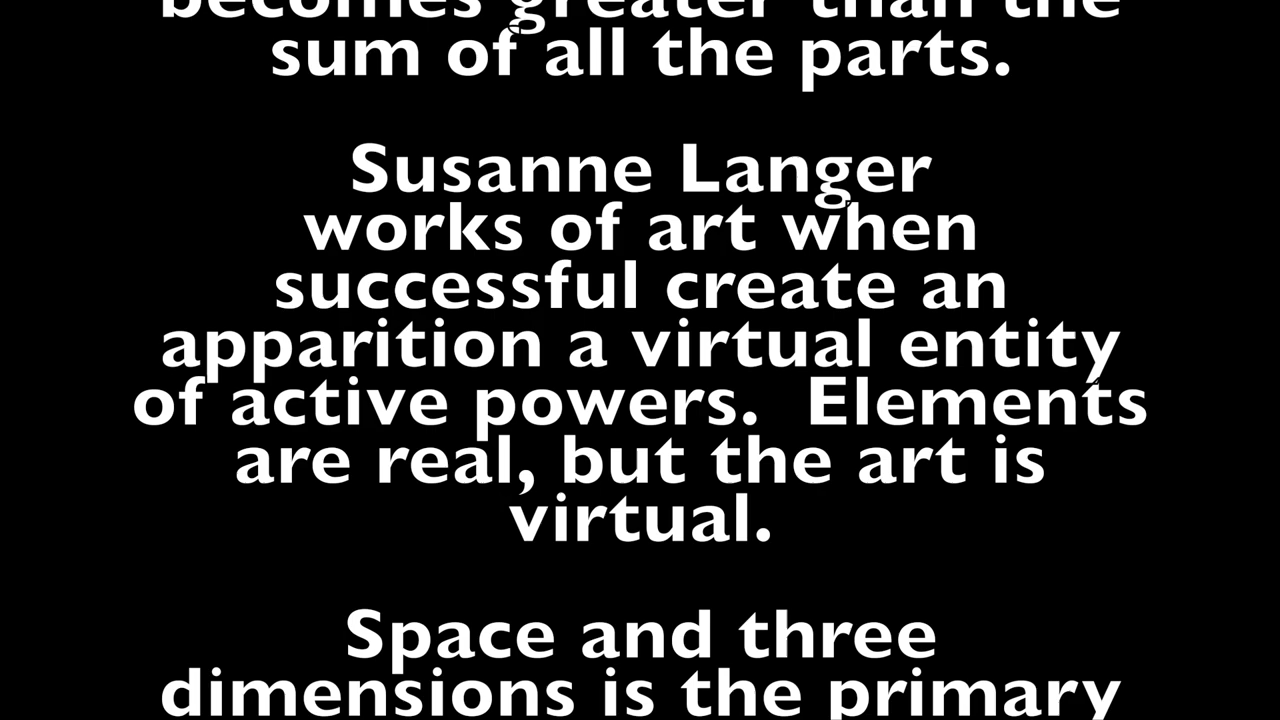 becomes greater than the
sum of all the parts.
Susanne Langer
works of art when
successful create an
apparition a virtual entity
of active powers.  Elements
are real, but the art is
virtual.
Space and three
dimensions is the primary